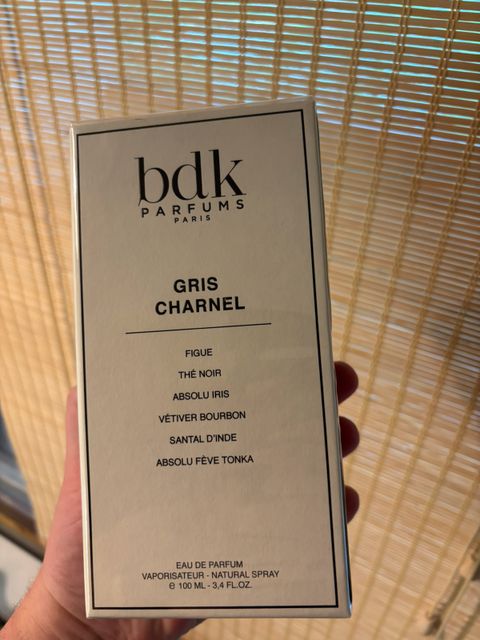 bdk
PARFUMS
PARIS
GRIS
CHARNEL
FIGUE
THÉ NOIR
ABSOLU IRIS
VÉTIVER BOURBON
SANTAL D'INDE
ABSOLU FÈVE TONKA
EAU DE PARFUM
VAPORISATEUR - NATURAL SPRAY
℮ 100 ML - 3,4 FL.OZ.